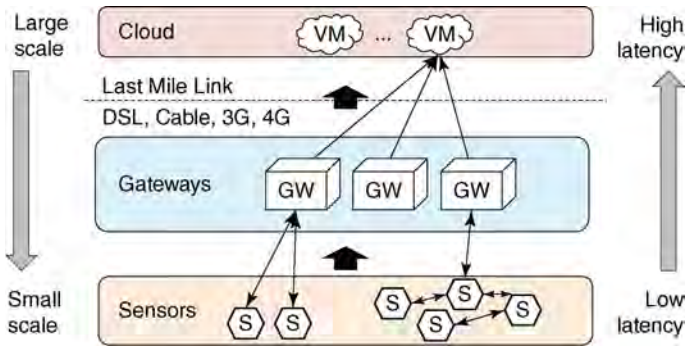 Large
scale
Cloud
VM ... VM
High
latency
Last Mile Link
DSL, Cable, 3G, 4G
Gateways
GW GW GW
Small
scale
Sensors
S S S S S S
Low
latency